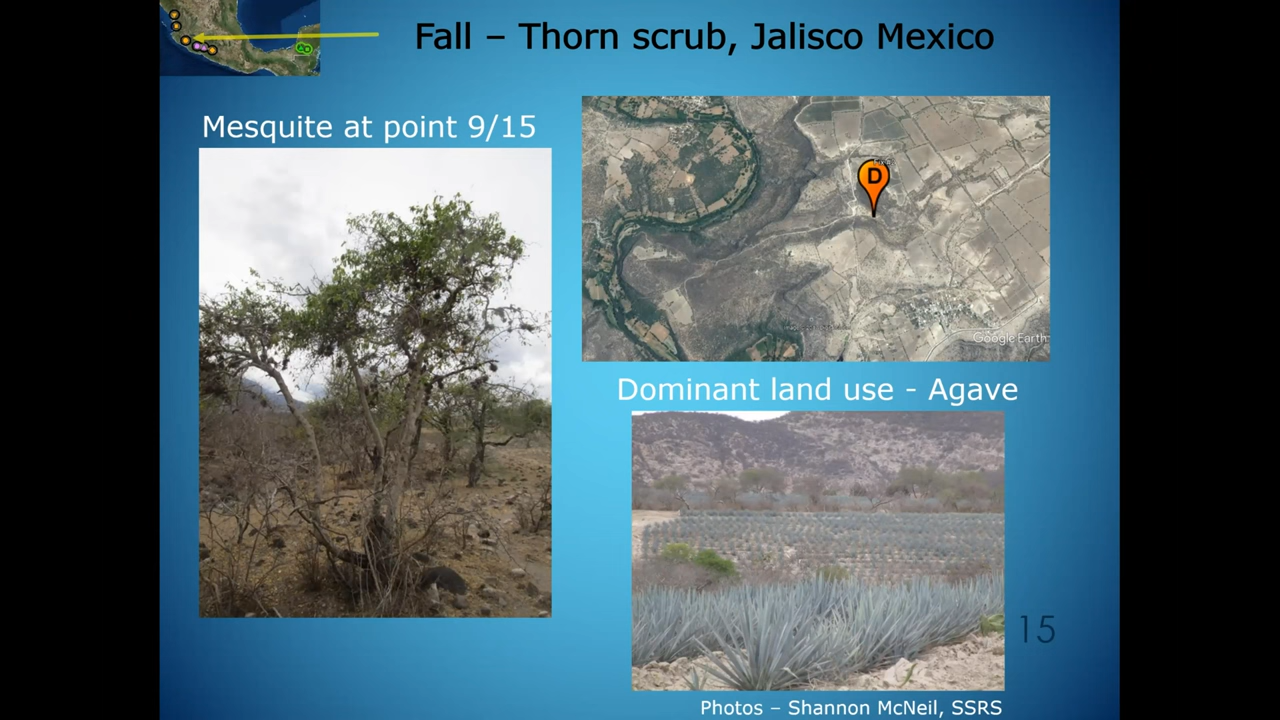 Fall – Thorn scrub, Jalisco Mexico
Mesquite at point 9/15
D
Google Earth
Dominant land use - Agave
15
Photos – Shannon McNeil, SSRS